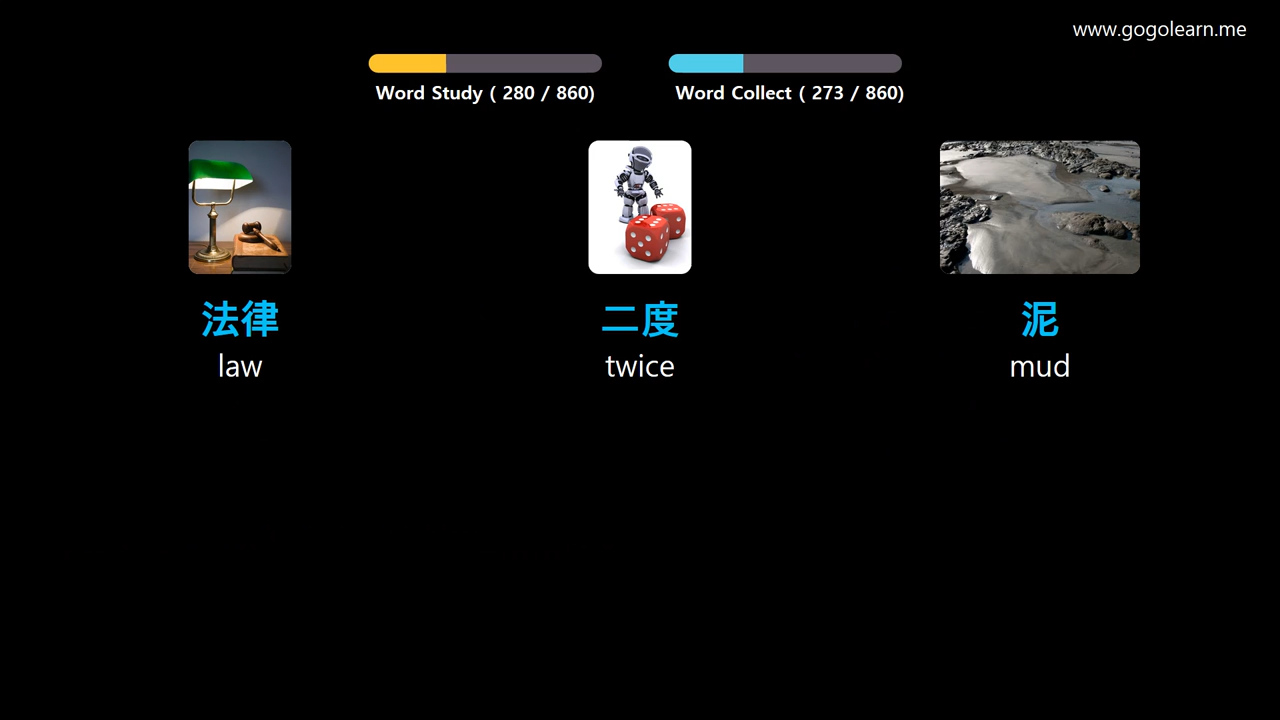 www.gogolearn.me
Word Study ( 280 / 860)
Word Collect ( 273 / 860)
法律
law
二度
twice
泥
mud